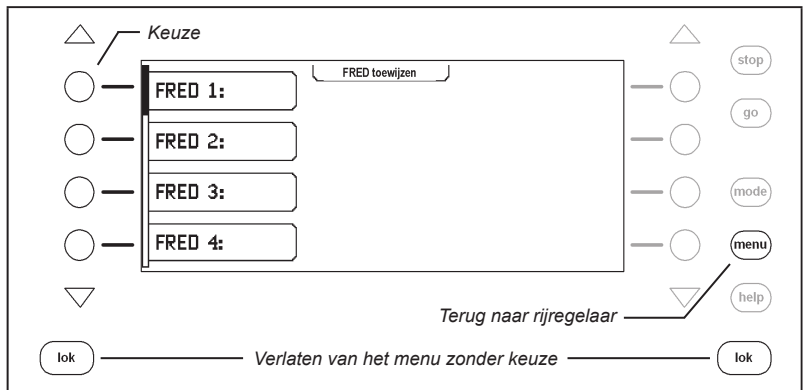 Keuze
FRED toewijzen
stop
FRED 1:
go
FRED 2:
FRED 3:
mode
FRED 4:
menu
help
Terug naar rijregelaar
lok
Verlaten van het menu zonder keuze
lok